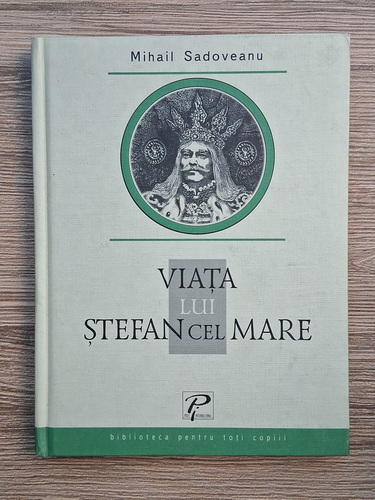 Mihail Sadoveanu
VIAȚA
LUI
ȘTEFAN CEL MARE
P
biblioteca pentru toți copiii